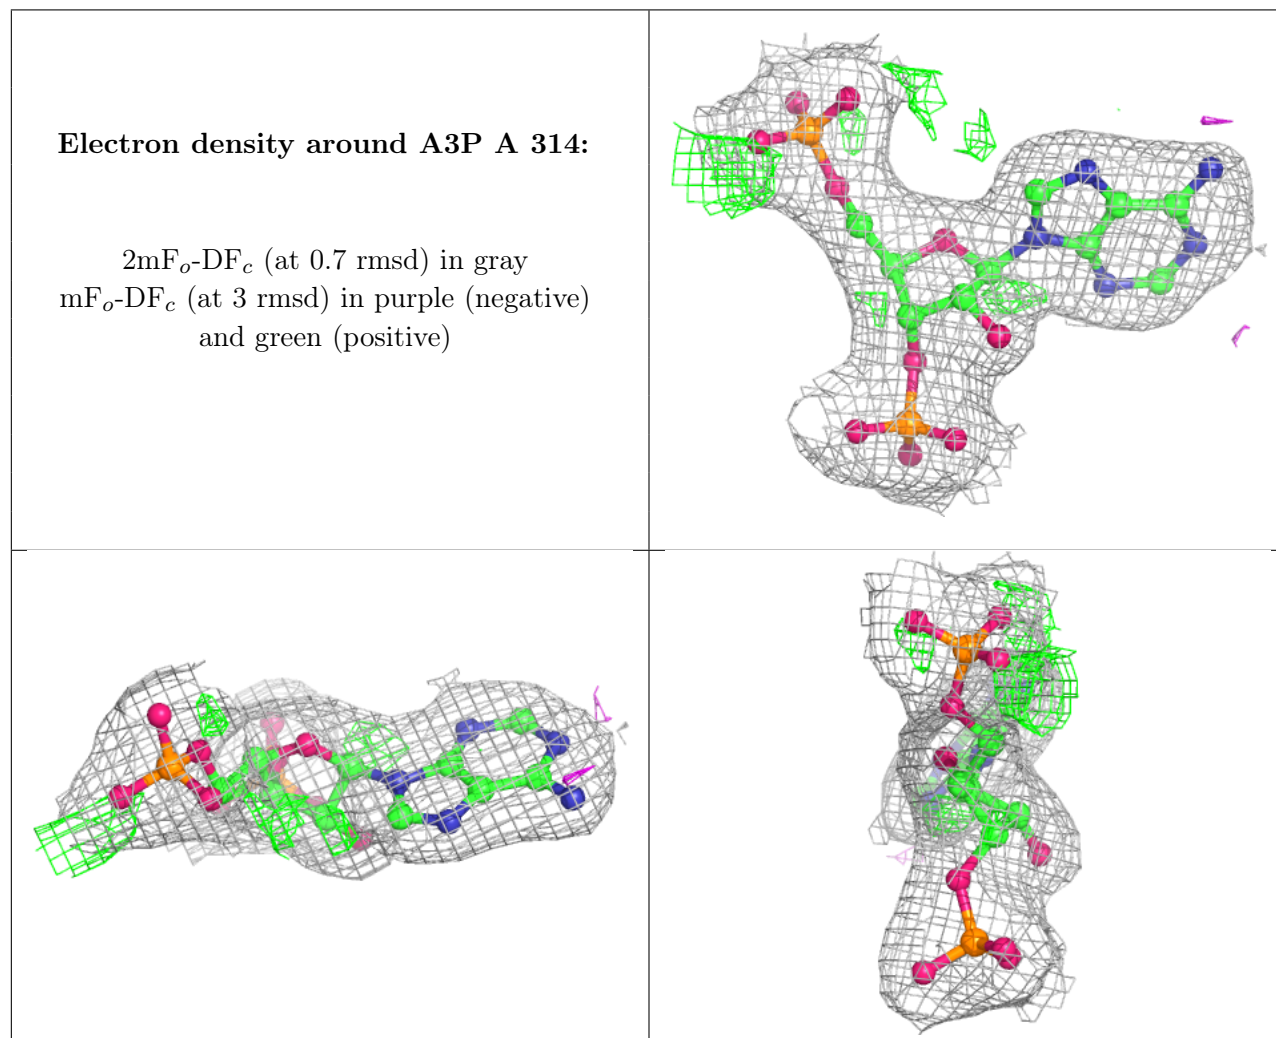 Electron density around A3P A 314:
2mFₒ-DF𝒸 (at 0.7 rmsd) in gray
mFₒ-DF𝒸 (at 3 rmsd) in purple (negative)
and green (positive)